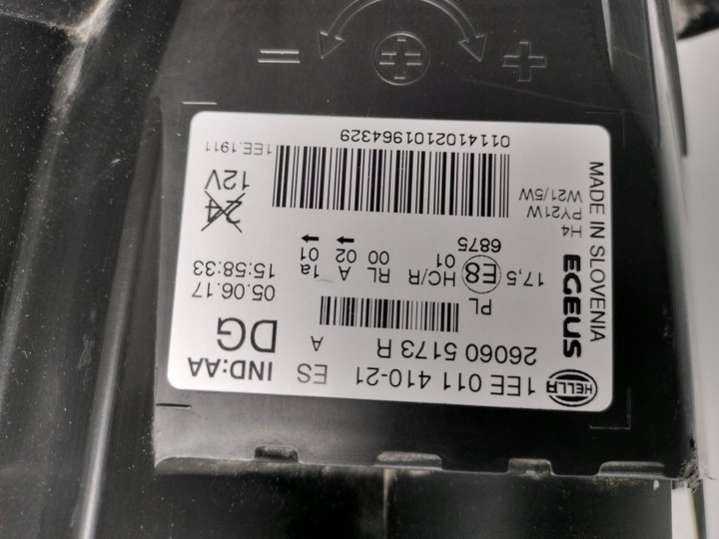 HELLA
1EE 011 410-21
ES
IND:AA
EGEUS
26060 5173 R
A
DG
MADE IN SLOVENIA
PL
17,5 E8 HC/R RL A 1a
01 00 02 01
6875
05.06.17
15:58:33
H4
PY21W
W21/5W
24 12V
0114102101964329
1EE.1911
+
=